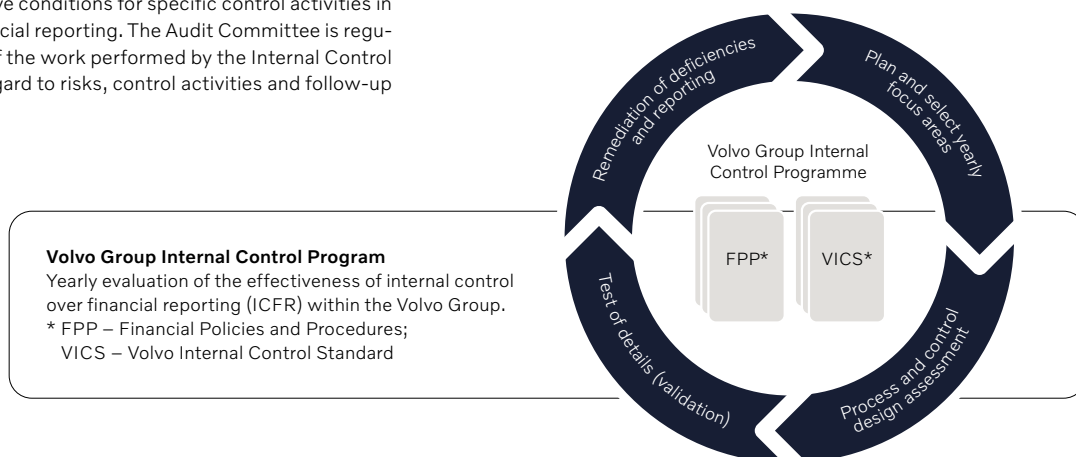 ve conditions for specific control activities in
cial reporting. The Audit Committee is regu-
f the work performed by the Internal Control
gard to risks, control activities and follow-up
Remediation of deficiencies
and reporting
Plan and select yearly
focus areas
Volvo Group Internal
Control Programme
FPP*
VICS*
Volvo Group Internal Control Program
Yearly evaluation of the effectiveness of internal control
over financial reporting (ICFR) within the Volvo Group.
* FPP – Financial Policies and Procedures;
VICS – Volvo Internal Control Standard
Test of details (validation)
Process and control
design assessment